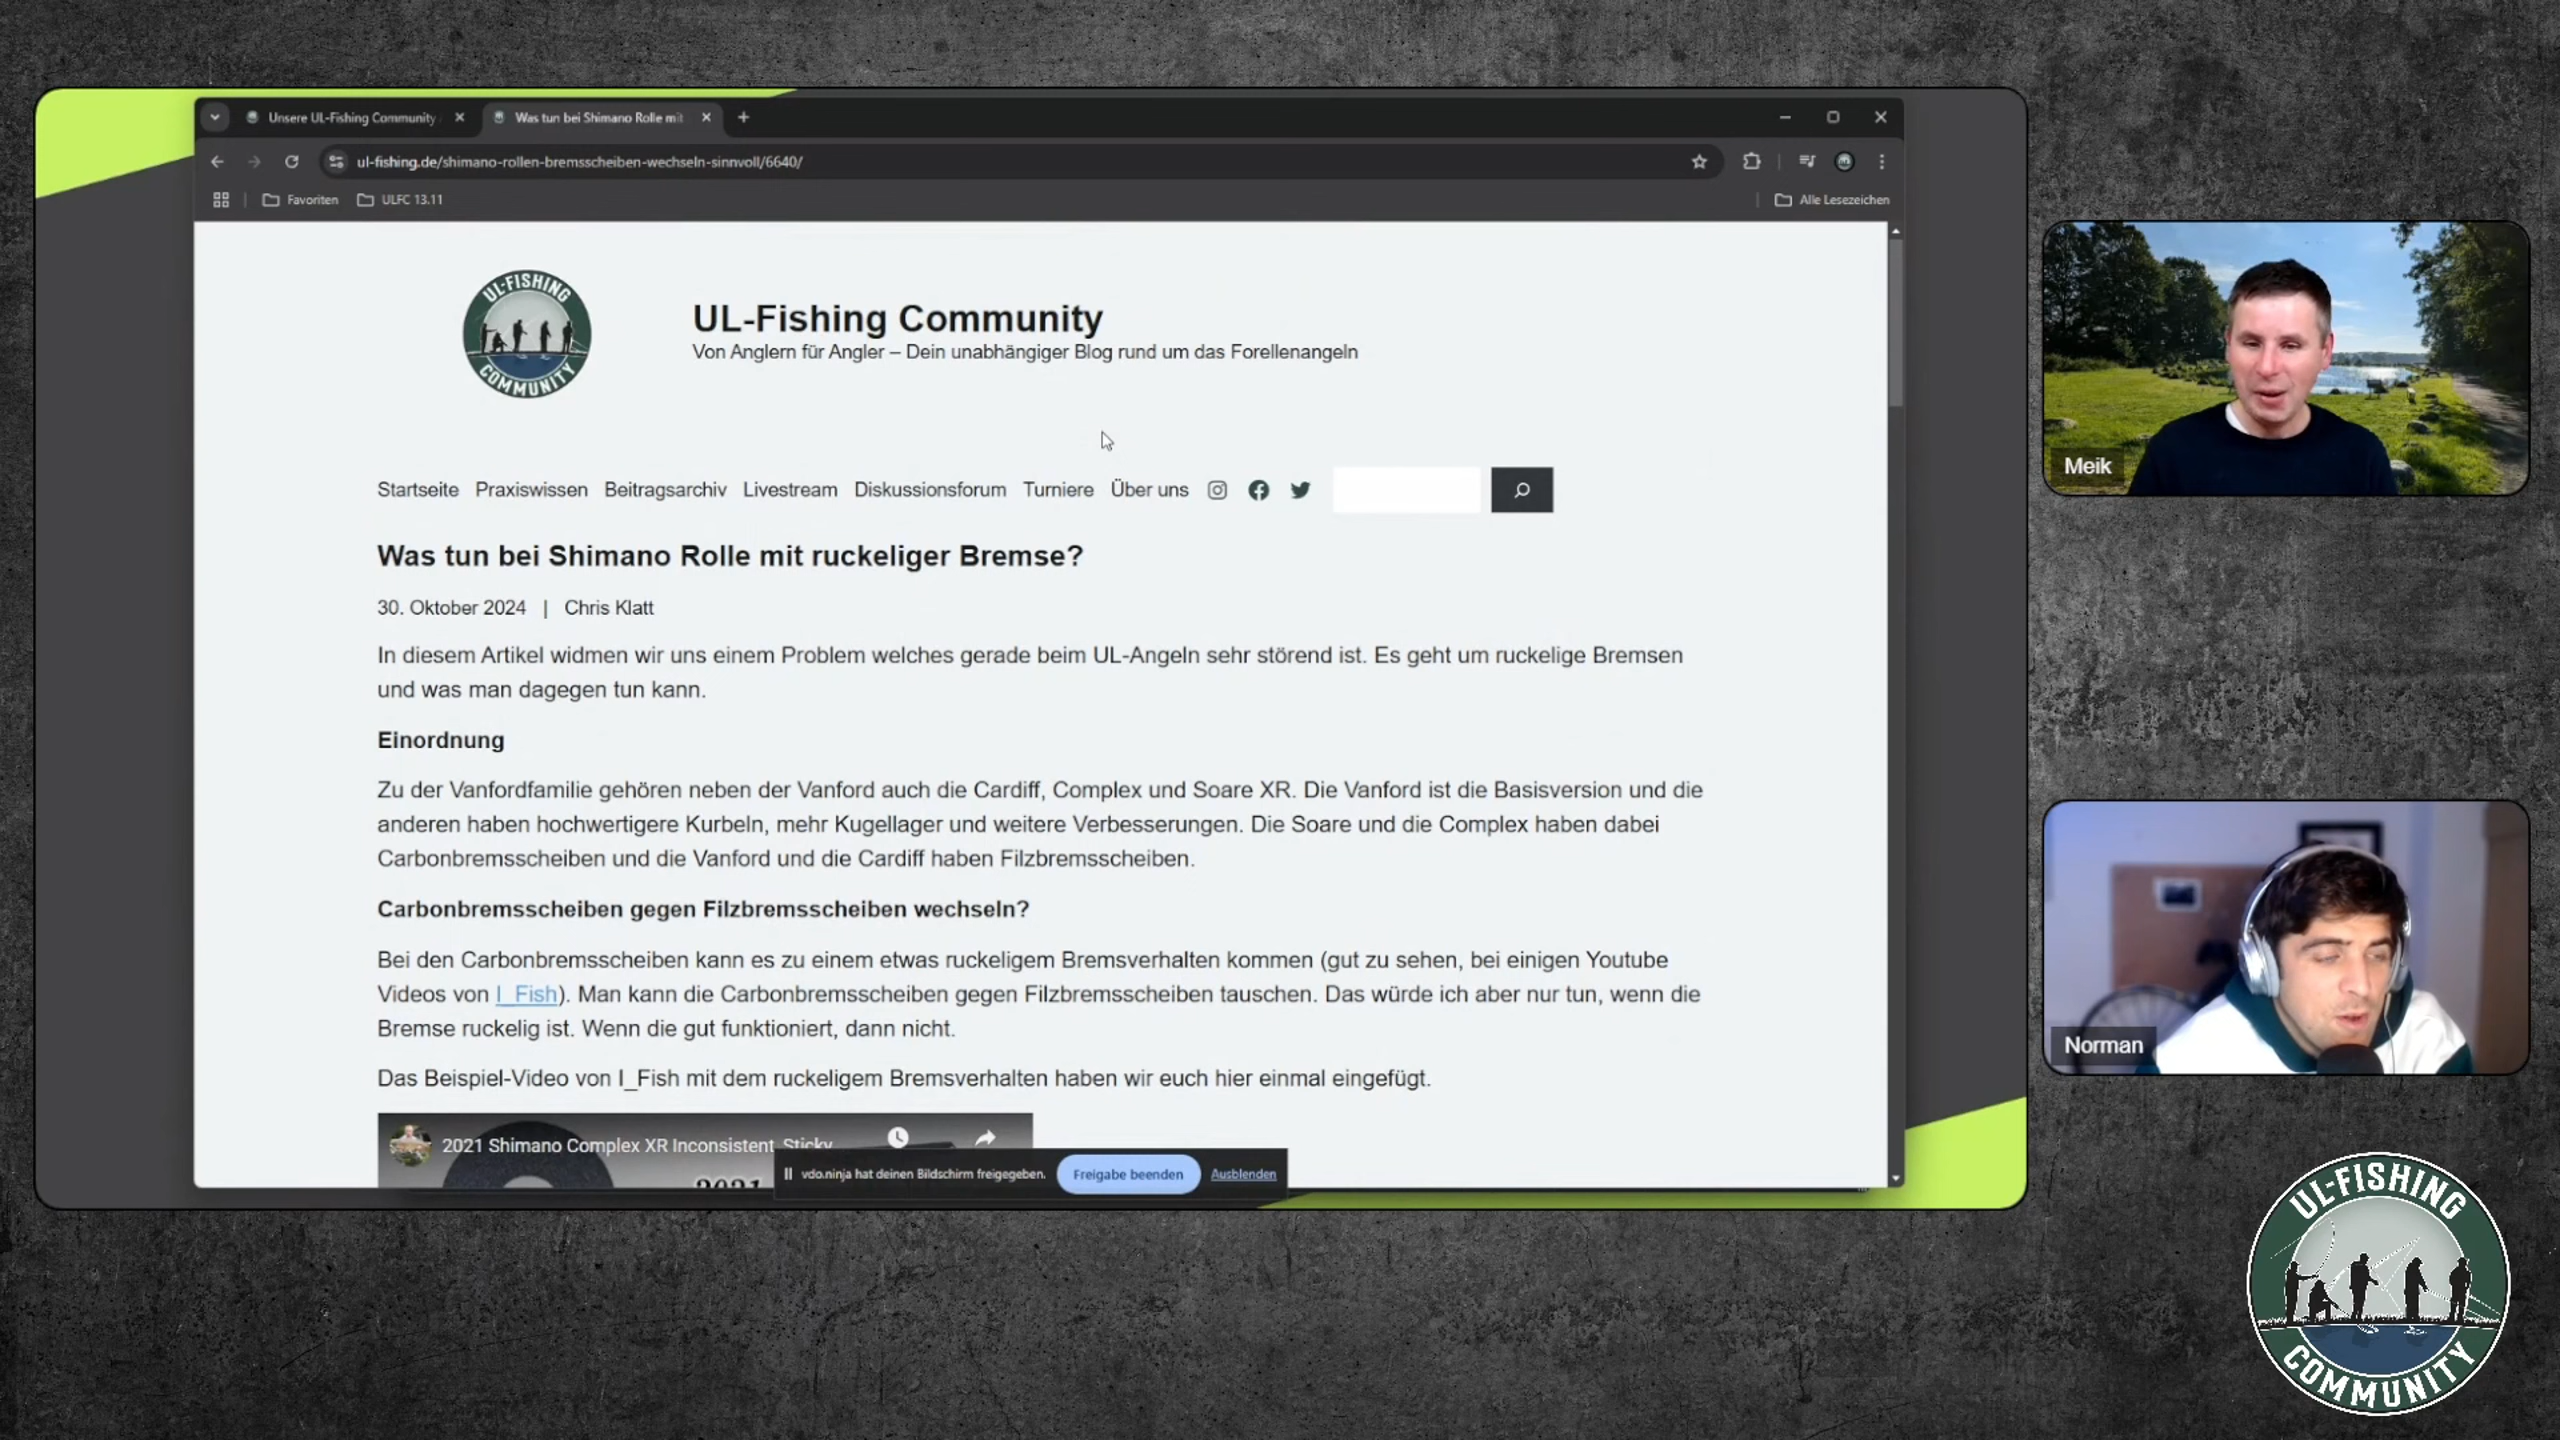 Unsere UL-Fishing Community
Was tun bei Shimano Rolle mit
ul-fishing.de/shimano-rollen-bremsscheiben-wechseln-sinnvoll/6640/
Favoriten
ULFC 13.11
Alle Lesezeichen
UL-FISHING
COMMUNITY
UL-Fishing Community
Von Anglern für Angler – Dein unabhängiger Blog rund um das Forellenangeln
Startseite Praxiswissen Beitragsarchiv Livestream Diskussionsforum Turniere Über uns
Was tun bei Shimano Rolle mit ruckeliger Bremse?
30. Oktober 2024 | Chris Klatt
In diesem Artikel widmen wir uns einem Problem welches gerade beim UL-Angeln sehr störend ist. Es geht um ruckelige Bremsen
und was man dagegen tun kann.
Einordnung
Zu der Vanfordfamilie gehören neben der Vanford auch die Cardiff, Complex und Soare XR. Die Vanford ist die Basisversion und die
anderen haben hochwertigere Kurbeln, mehr Kugellager und weitere Verbesserungen. Die Soare und die Complex haben dabei
Carbonbremsscheiben und die Vanford und die Cardiff haben Filzbremsscheiben.
Carbonbremsscheiben gegen Filzbremsscheiben wechseln?
Bei den Carbonbremsscheiben kann es zu einem etwas ruckeligem Bremsverhalten kommen (gut zu sehen, bei einigen Youtube
Videos von I_Fish). Man kann die Carbonbremsscheiben gegen Filzbremsscheiben tauschen. Das würde ich aber nur tun, wenn die
Bremse ruckelig ist. Wenn die gut funktioniert, dann nicht.
Das Beispiel-Video von I_Fish mit dem ruckeligem Bremsverhalten haben wir euch hier einmal eingefügt.
2021 Shimano Complex XR Inconsistent, Sticky
2021
vdo.ninja hat deinen Bildschirm freigegeben.
Freigabe beenden
Ausblenden
Meik
Norman
UL-FISHING
COMMUNITY